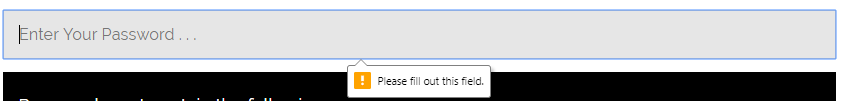 Enter Your Password . . .
Please fill out this field.